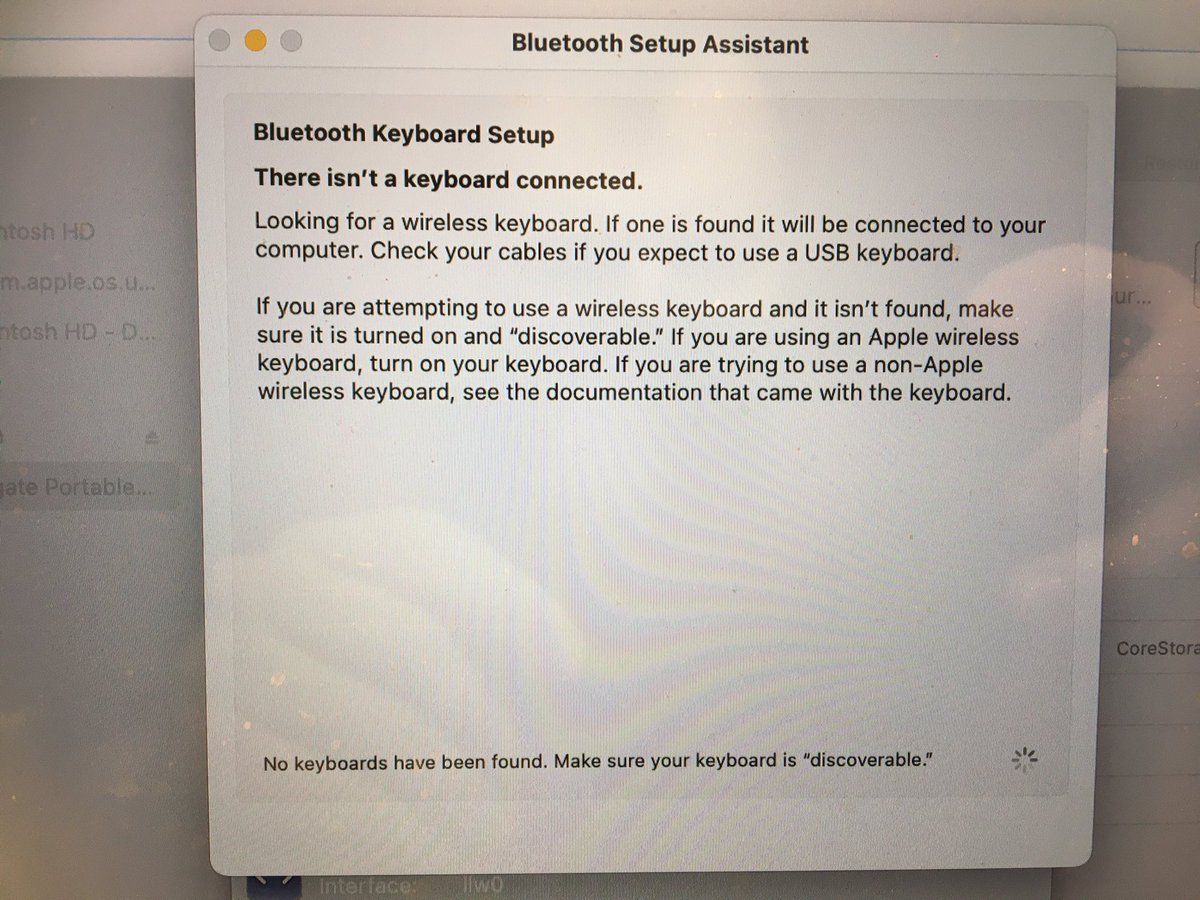 Bluetooth Setup Assistant
Bluetooth Keyboard Setup
There isn't a keyboard connected.
Looking for a wireless keyboard. If one is found it will be connected to your
computer. Check your cables if you expect to use a USB keyboard.
If you are attempting to use a wireless keyboard and it isn't found, make
sure it is turned on and “discoverable.” If you are using an Apple wireless
keyboard, turn on your keyboard. If you are trying to use a non-Apple
wireless keyboard, see the documentation that came with the keyboard.
No keyboards have been found. Make sure your keyboard is “discoverable.”
ntosh HD
m.apple.os.u...
ntosh HD - D...
gate Portable...
ur...
CoreStora
Interface: